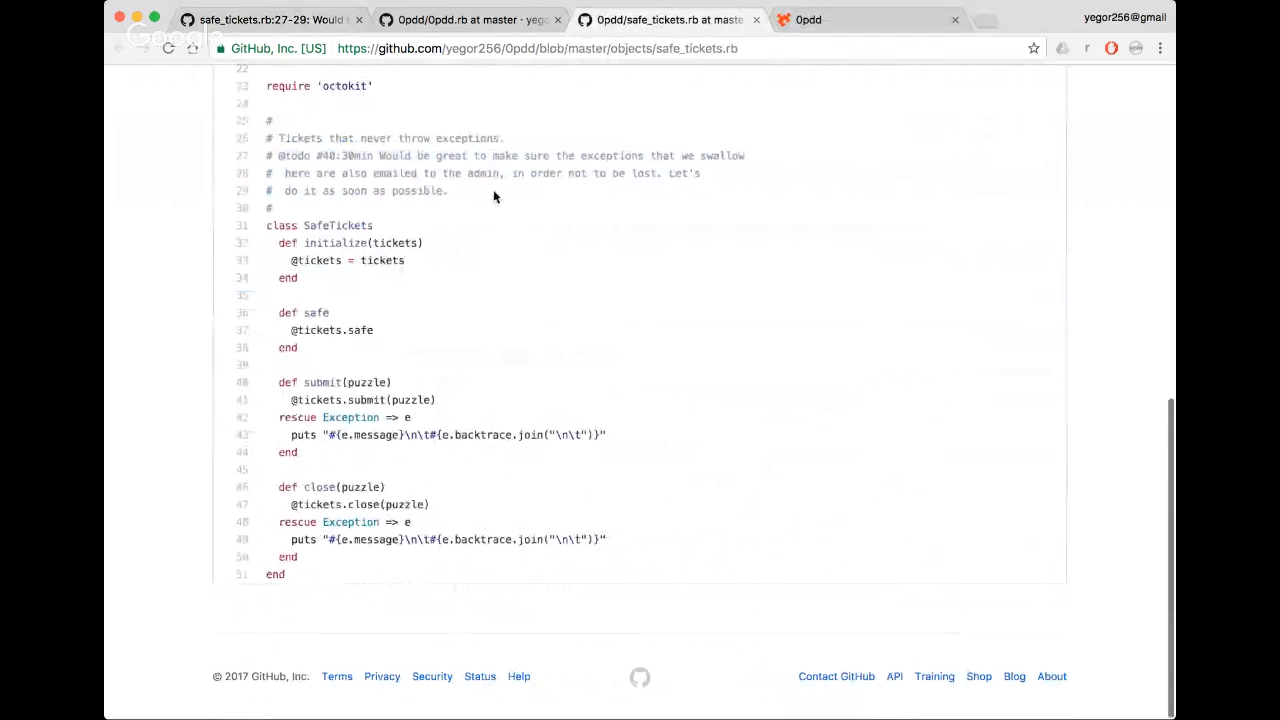 safe_tickets.rb:27-29: Would b
0pdd/0pdd.rb at master · yego
0pdd/safe_tickets.rb at maste
0pdd
yegor256@gmail
Google
GitHub, Inc. [US]
https://github.com/yegor256/0pdd/blob/master/objects/safe_tickets.rb
22
23 require 'octokit'
24
25 #
26 # Tickets that never throw exceptions.
27 # @todo #40:30min Would be great to make sure the exceptions that we swallow
28 #  here are also emailed to the admin, in order not to be lost. Let's
29 #  do it as soon as possible.
30 #
31 class SafeTickets
32   def initialize(tickets)
33     @tickets = tickets
34   end
35
36   def safe
37     @tickets.safe
38   end
39
40   def submit(puzzle)
41     @tickets.submit(puzzle)
42   rescue Exception => e
43     puts "#{e.message}\n\t#{e.backtrace.join("\n\t")}"
44   end
45
46   def close(puzzle)
47     @tickets.close(puzzle)
48   rescue Exception => e
49     puts "#{e.message}\n\t#{e.backtrace.join("\n\t")}"
50   end
51 end
© 2017 GitHub, Inc. Terms Privacy Security Status Help
Contact GitHub API Training Shop Blog About